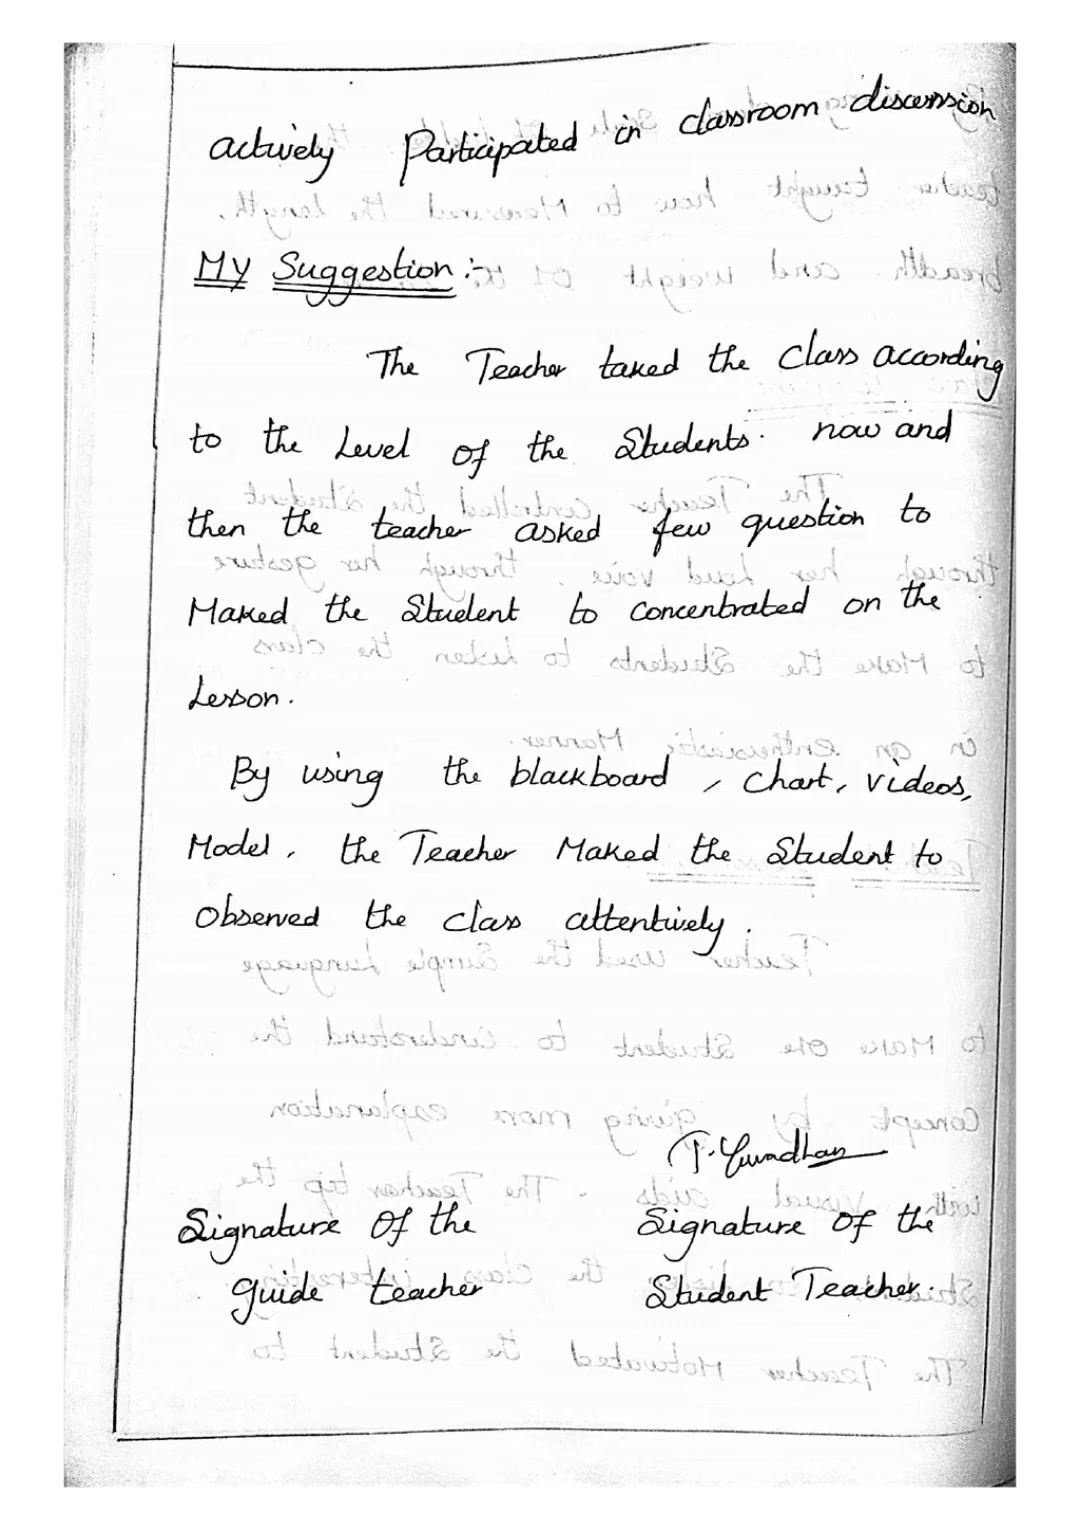 actively Participated in classroom discussion
My Suggestion :-
The Teacher taked the class according
to the Level of the Students. now and
then the teacher asked few question to
Maked the Student to concentrated on the
Lesson.
By using the blackboard, chart, videos,
Model, the Teacher Maked the Student to
Observed the class attentively.
Signature Of the Signature Of the
guide teacher Student Teacher